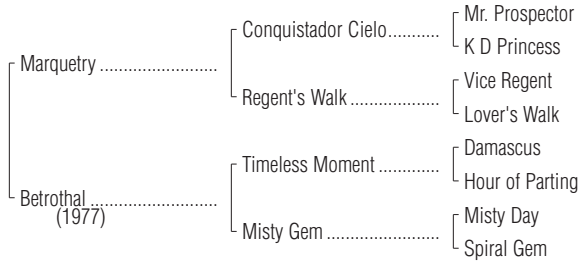 Mr. Prospector
Conquistador Cielo...........
K D Princess
Marquetry .........................
Vice Regent
Regent's Walk ...................
Lover's Walk
Damascus
Timeless Moment .............
Hour of Parting
Betrothal ...........................
(1977)
Misty Day
Misty Gem ........................
Spiral Gem